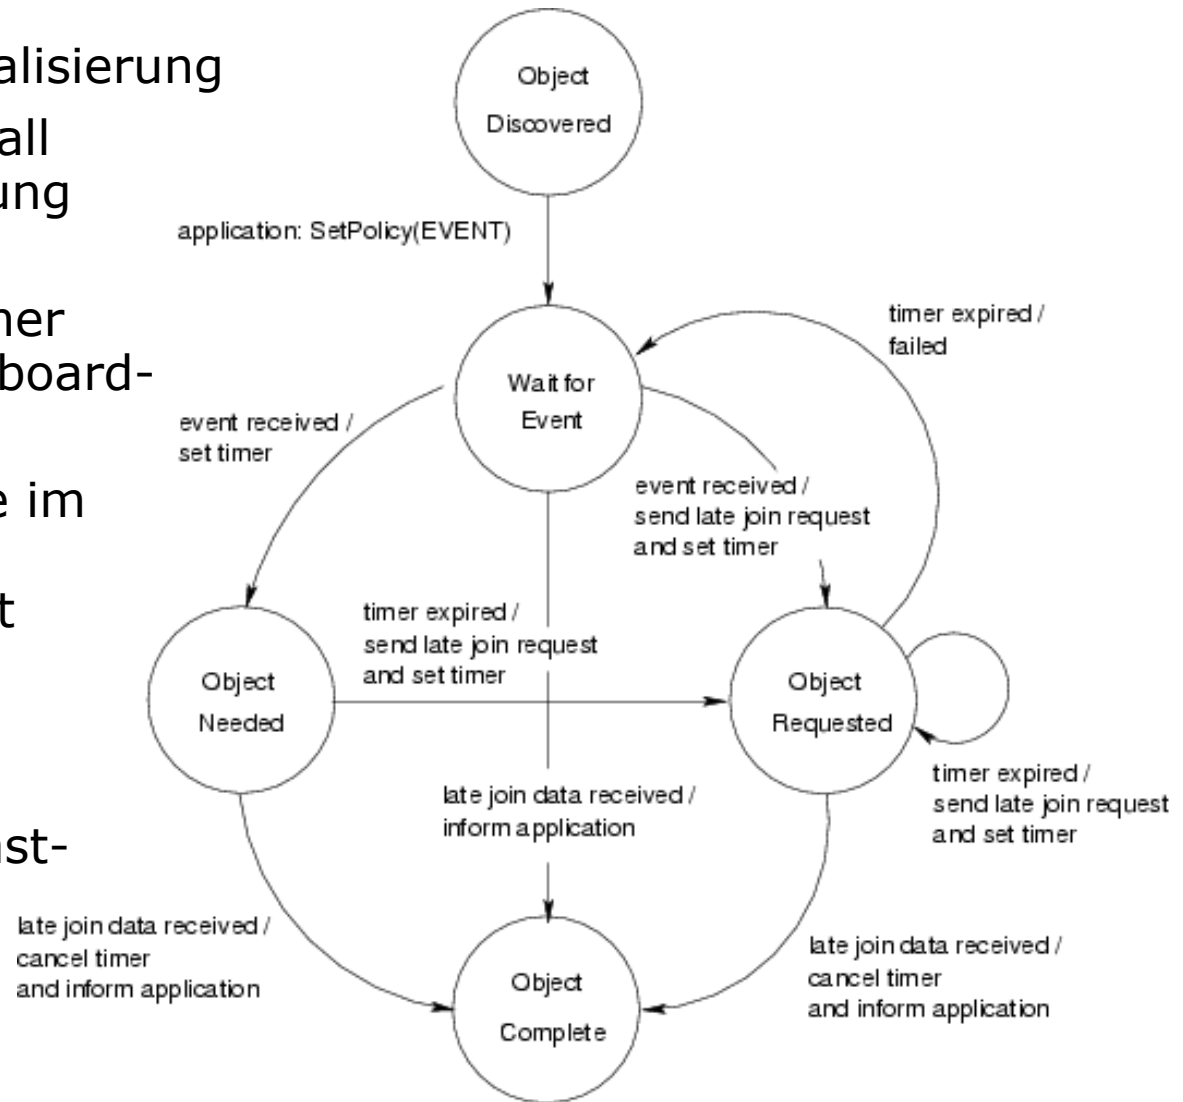 alisierung
all
ung
ner
board-
e im
t
nst-
Object
Discovered
application: SetPolicy(EVENT)
Wait for
Event
timer expired /
failed
event received /
set timer
event received /
send late join request
and set timer
timer expired /
send late join request
and set timer
Object
Needed
Object
Requested
timer expired /
send late join request
and set timer
late join data received /
inform application
late join data received /
cancel timer
and inform application
Object
Complete
late join data received /
cancel timer
and inform application